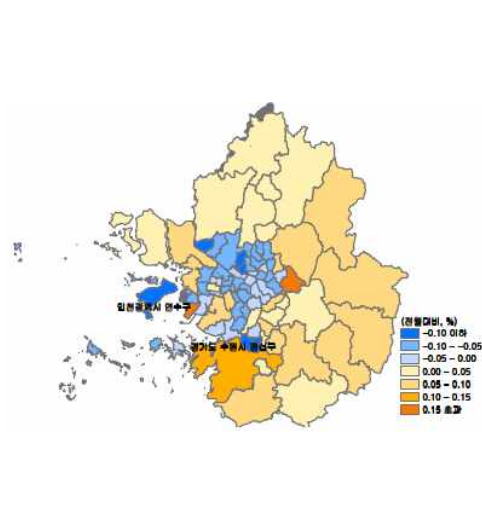 인천광역시 연수구
경기도 수원시 권선구
(전월대비, %)
-0.10 이하
-0.10 - -0.05
-0.05 - 0.00
0.00 - 0.05
0.05 - 0.10
0.10 - 0.15
0.15 초과